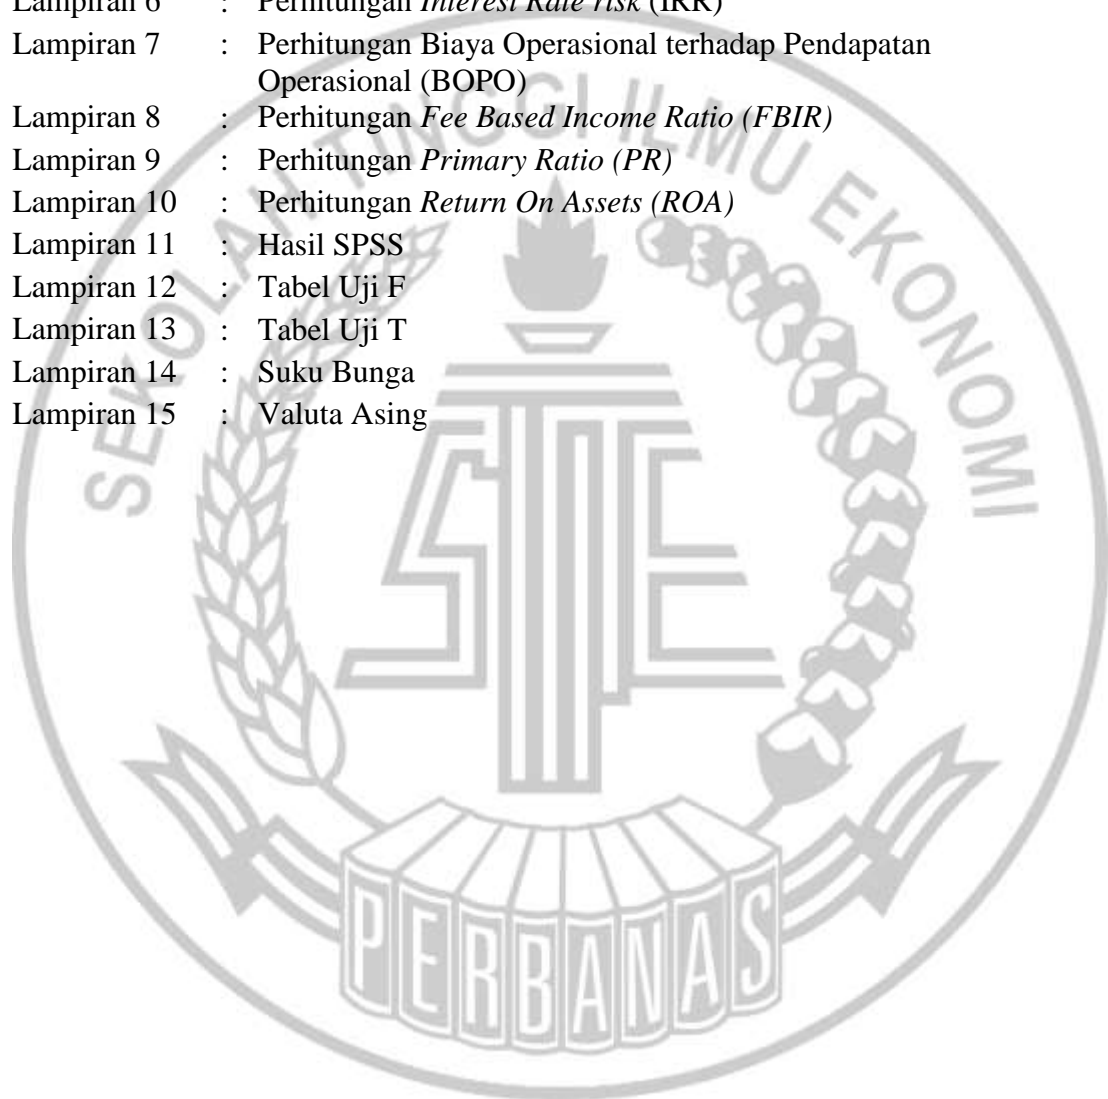 Lampiran 6 : Perhitungan Interest Rate risk (IRR)
Lampiran 7 : Perhitungan Biaya Operasional terhadap Pendapatan
Operasional (BOPO)
Lampiran 8 : Perhitungan Fee Based Income Ratio (FBIR)
Lampiran 9 : Perhitungan Primary Ratio (PR)
Lampiran 10 : Perhitungan Return On Assets (ROA)
Lampiran 11 : Hasil SPSS
Lampiran 12 : Tabel Uji F
Lampiran 13 : Tabel Uji T
Lampiran 14 : Suku Bunga
Lampiran 15 : Valuta Asing
SEKOLAH TINGGI ILMU EKONOMI
STIE
PERBANAS